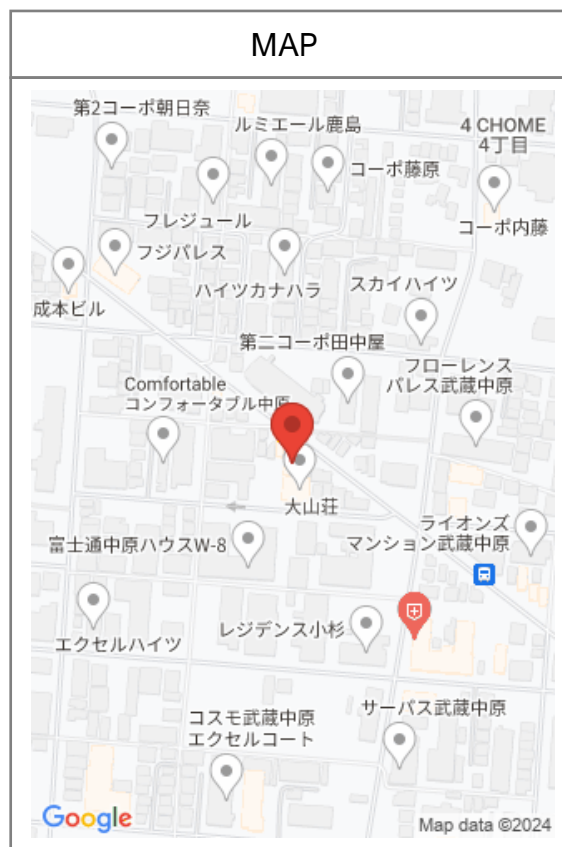 MAP
第2コーポ朝日奈
ルミエール鹿島
4 CHOME
4丁目
コーポ藤原
フレジュール
コーポ内藤
フジパレス
ハイツカナハラ
スカイハイツ
成本ビル
第二コーポ田中屋
フローレンス
パレス武蔵中原
Comfortable
コンフォータブル中原
大山荘
ライオンズ
マンション武蔵中原
富士通中原ハウスW-8
エクセルハイツ
レジデンス小杉
コスモ武蔵中原
エクセルコート
サーパス武蔵中原
Google
Map data ©2024